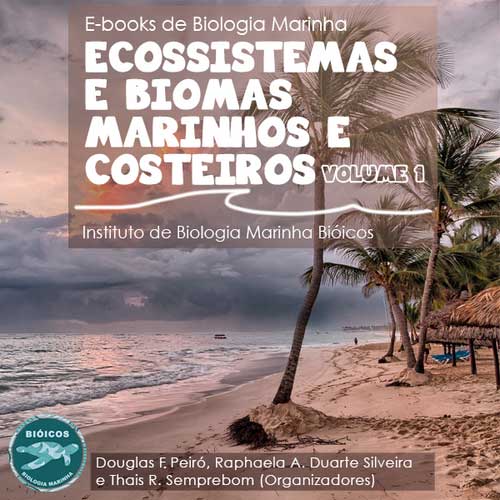 E-books de Biologia Marinha
ECOSSISTEMAS
E BIOMAS
MARINHOS E
COSTEIROS VOLUME 1
Instituto de Biologia Marinha Bióicos
BIÓICOS
BIOLOGIA MARINHA
Douglas F. Peiró, Raphaela A. Duarte Silveira
e Thais R. Semprebom (Organizadores)